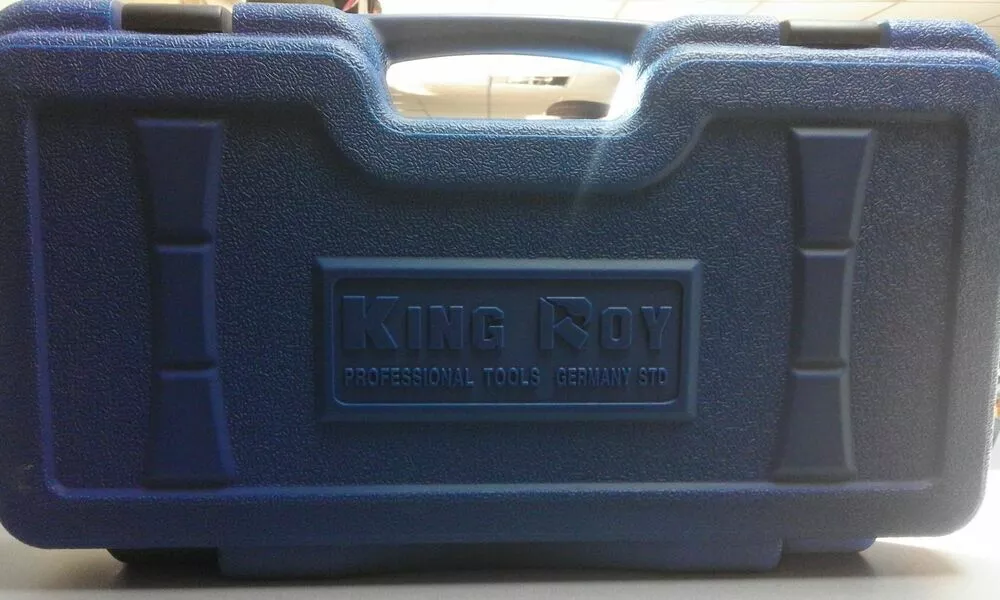 KING ROY
PROFESSIONAL TOOLS GERMANY STD